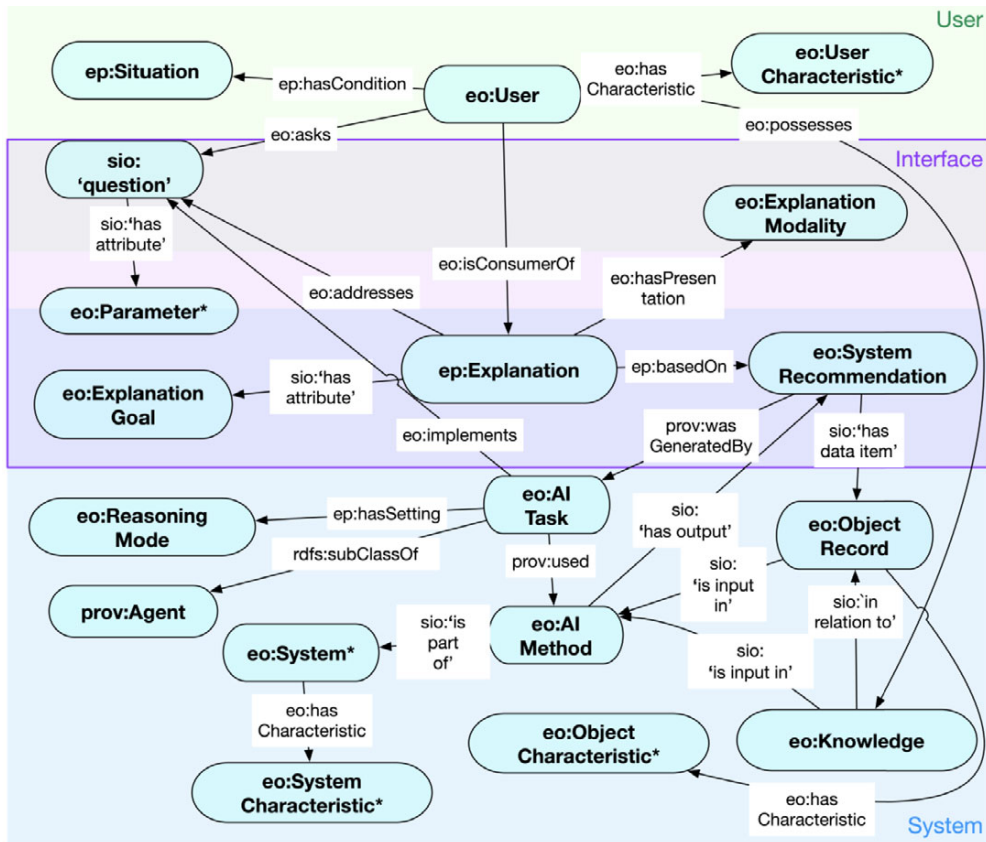 User
ep:Situation
ep:hasCondition
eo:User
eo:has
Characteristic
eo:User
Characteristic*
eo:possesses
eo:asks
Interface
sio:
‘question’
sio:‘has
attribute’
eo:Explanation
Modality
eo:isConsumerOf
eo:hasPresen
tation
eo:addresses
eo:Parameter*
ep:Explanation
ep:basedOn
eo:System
Recommendation
sio:‘has
attribute’
eo:Explanation
Goal
eo:implements
prov:was
GeneratedBy
sio:‘has
data item’
eo:AI
Task
eo:Reasoning
Mode
ep:hasSetting
sio:
‘has output’
eo:Object
Record
rdfs:subClassOf
prov:used
sio:
‘is input
in’
prov:Agent
sio:`in
relation to’
eo:AI
Method
sio:‘is
part
of’
eo:System*
sio:
‘is input in’
eo:has
Characteristic
eo:Object
Characteristic*
eo:Knowledge
eo:System
Characteristic*
eo:has
Characteristic
System